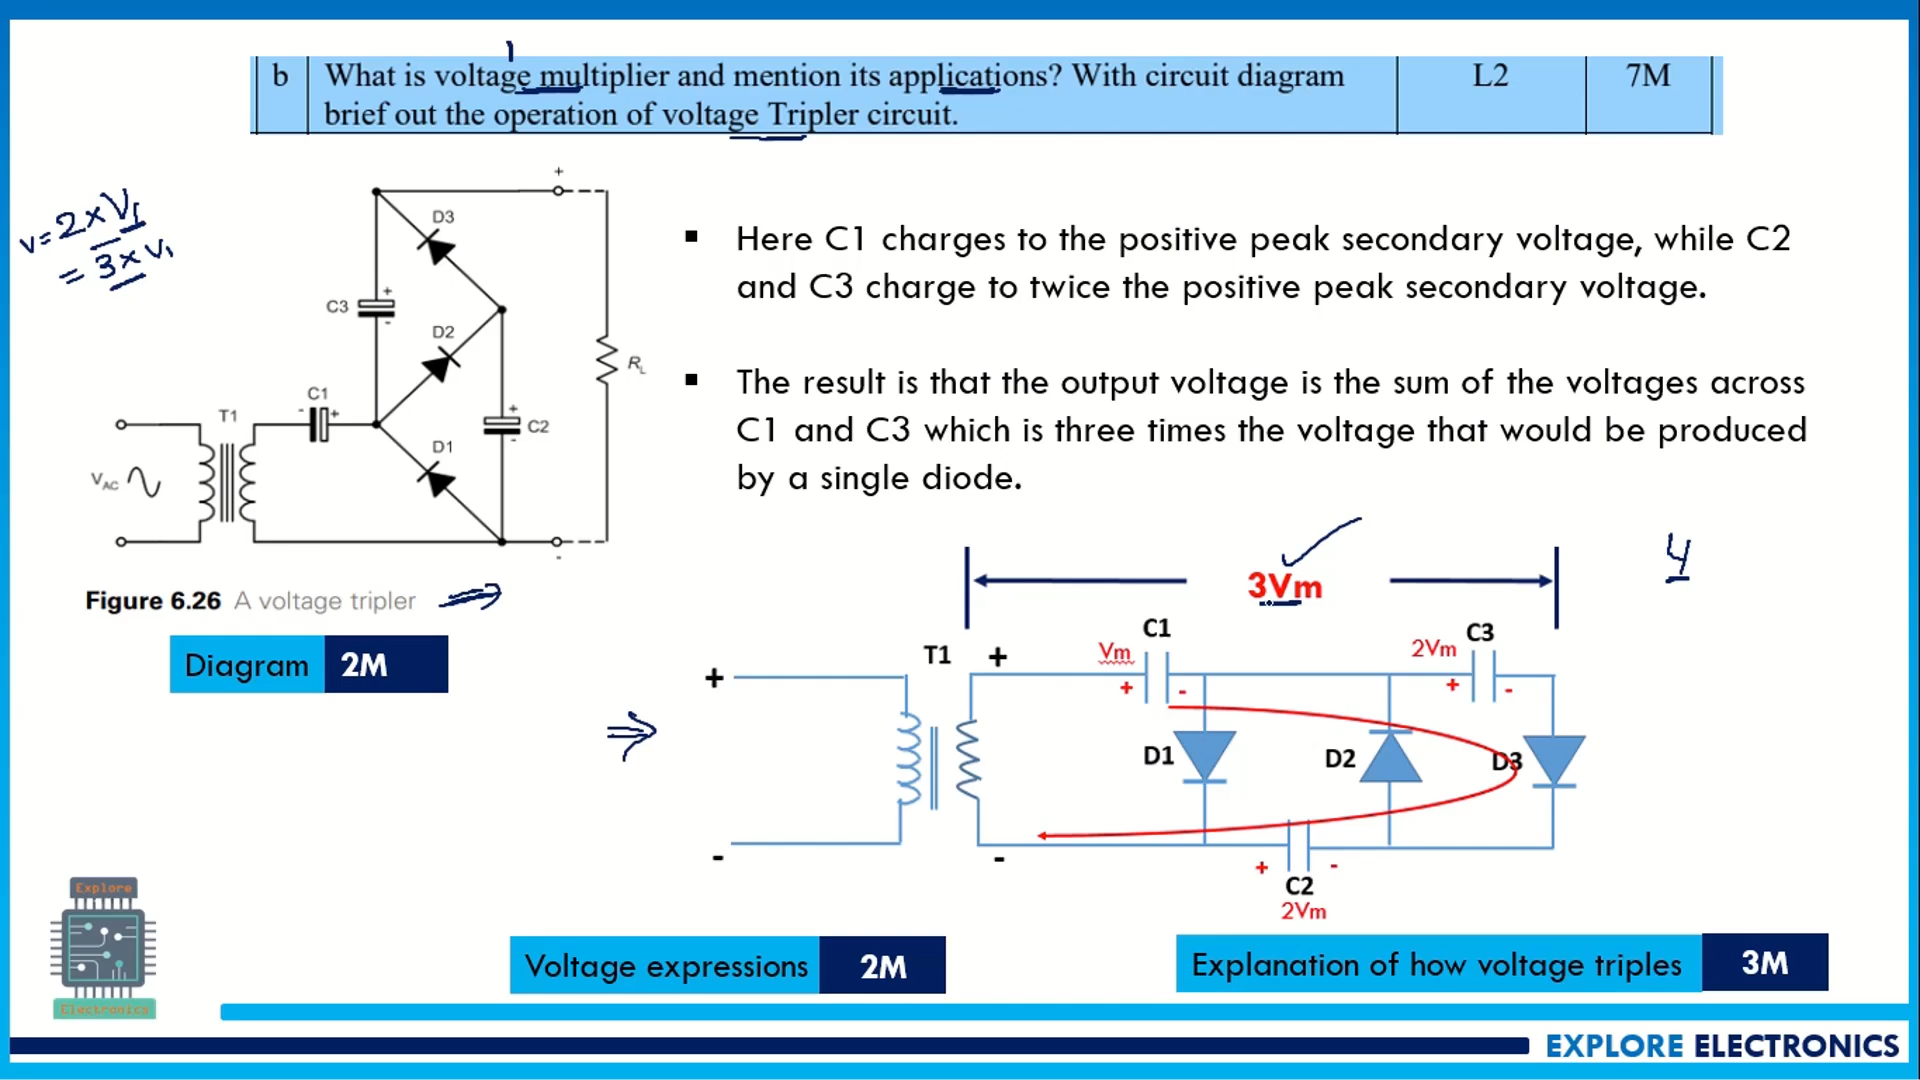 b What is voltage multiplier and mention its applications? With circuit diagram L2 7M
brief out the operation of voltage Tripler circuit.
V=2×V₁
=3×V₁
+
D3
C3
+
-
D2
C1
-
+
T1
D1
+
C2
-
R_L
V_AC
-
Figure 6.26 A voltage tripler
Diagram 2M
▪ Here C1 charges to the positive peak secondary voltage, while C2
and C3 charge to twice the positive peak secondary voltage.
▪ The result is that the output voltage is the sum of the voltages across
C1 and C3 which is three times the voltage that would be produced
by a single diode.
3Vm
4
+
T1
+
C1
Vm
+ -
C3
2Vm
+ -
D1
D2
D3
-
-
+ -
C2
2Vm
Voltage expressions 2M
Explanation of how voltage triples 3M
Explore
Electronics
EXPLORE ELECTRONICS